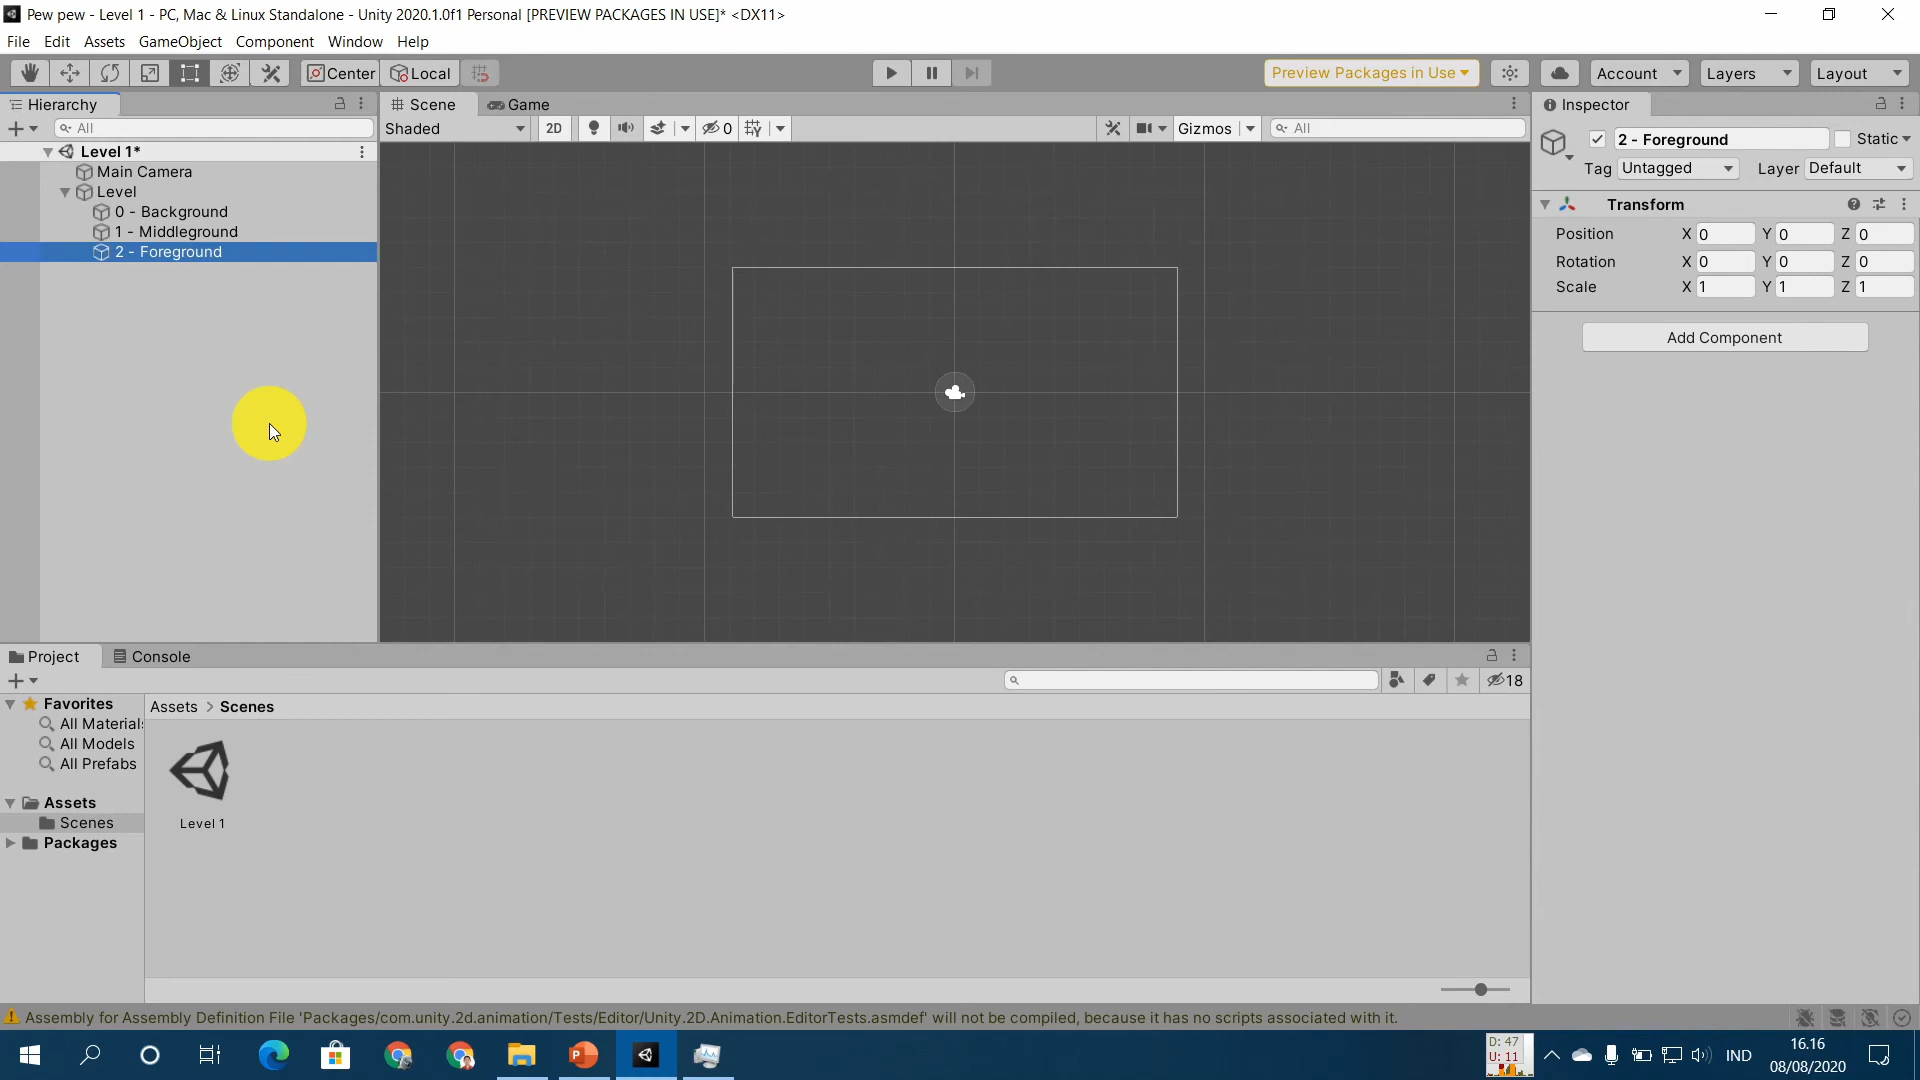 Pew pew - Level 1 - PC, Mac & Linux Standalone - Unity 2020.1.0f1 Personal [PREVIEW PACKAGES IN USE]* <DX11>
File Edit Assets GameObject Component Window Help
Center Local Preview Packages in Use Account Layers Layout
Hierarchy
All
Level 1*
Main Camera
Level
0 - Background
1 - Middleground
2 - Foreground
Scene Game
Shaded 2D 0 Gizmos All
Inspector
2 - Foreground Static
Tag Untagged Layer Default
Transform
Position X 0 Y 0 Z 0
Rotation X 0 Y 0 Z 0
Scale X 1 Y 1 Z 1
Add Component
Project Console
18
Favorites
All Material
All Models
All Prefabs
Assets
Scenes
Packages
Assets > Scenes
Level 1
Assembly for Assembly Definition File 'Packages/com.unity.2d.animation/Tests/Editor/Unity.2D.Animation.EditorTests.asmdef' will not be compiled, because it has no scripts associated with it.
D: 47
U: 11
IND
16.16
08/08/2020